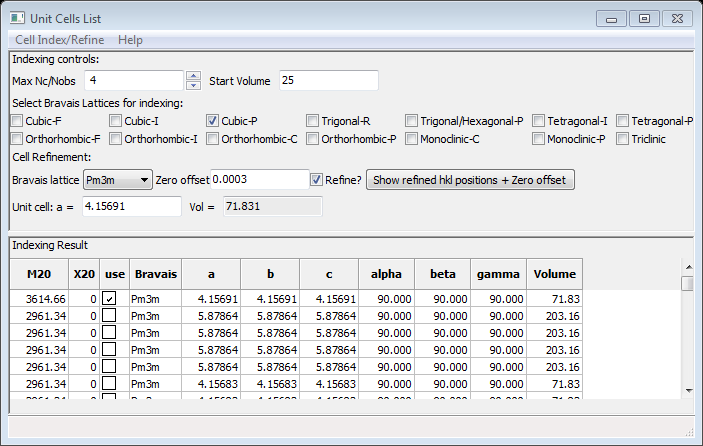 Unit Cells List
Cell Index/Refine Help
Indexing controls:
Max Nc/Nobs 4 Start Volume 25
Select Bravais Lattices for indexing:
Cubic-F Cubic-I Cubic-P Trigonal-R Trigonal/Hexagonal-P Tetragonal-I Tetragonal-P
Orthorhombic-F Orthorhombic-I Orthorhombic-C Orthorhombic-P Monoclinic-C Monoclinic-P Triclinic
Cell Refinement:
Bravais lattice Pm3m Zero offset 0.0003 Refine? Show refined hkl positions + Zero offset
Unit cell: a = 4.15691 Vol = 71.831
Indexing Result
M20 X20 use Bravais a b c alpha beta gamma Volume
3614.66 0 Pm3m 4.15691 4.15691 4.15691 90.000 90.000 90.000 71.83
2961.34 0 Pm3m 5.87864 5.87864 5.87864 90.000 90.000 90.000 203.16
2961.34 0 Pm3m 5.87864 5.87864 5.87864 90.000 90.000 90.000 203.16
2961.34 0 Pm3m 5.87864 5.87864 5.87864 90.000 90.000 90.000 203.16
2961.34 0 Pm3m 5.87864 5.87864 5.87864 90.000 90.000 90.000 203.16
2961.34 0 Pm3m 4.15683 4.15683 4.15683 90.000 90.000 90.000 71.83